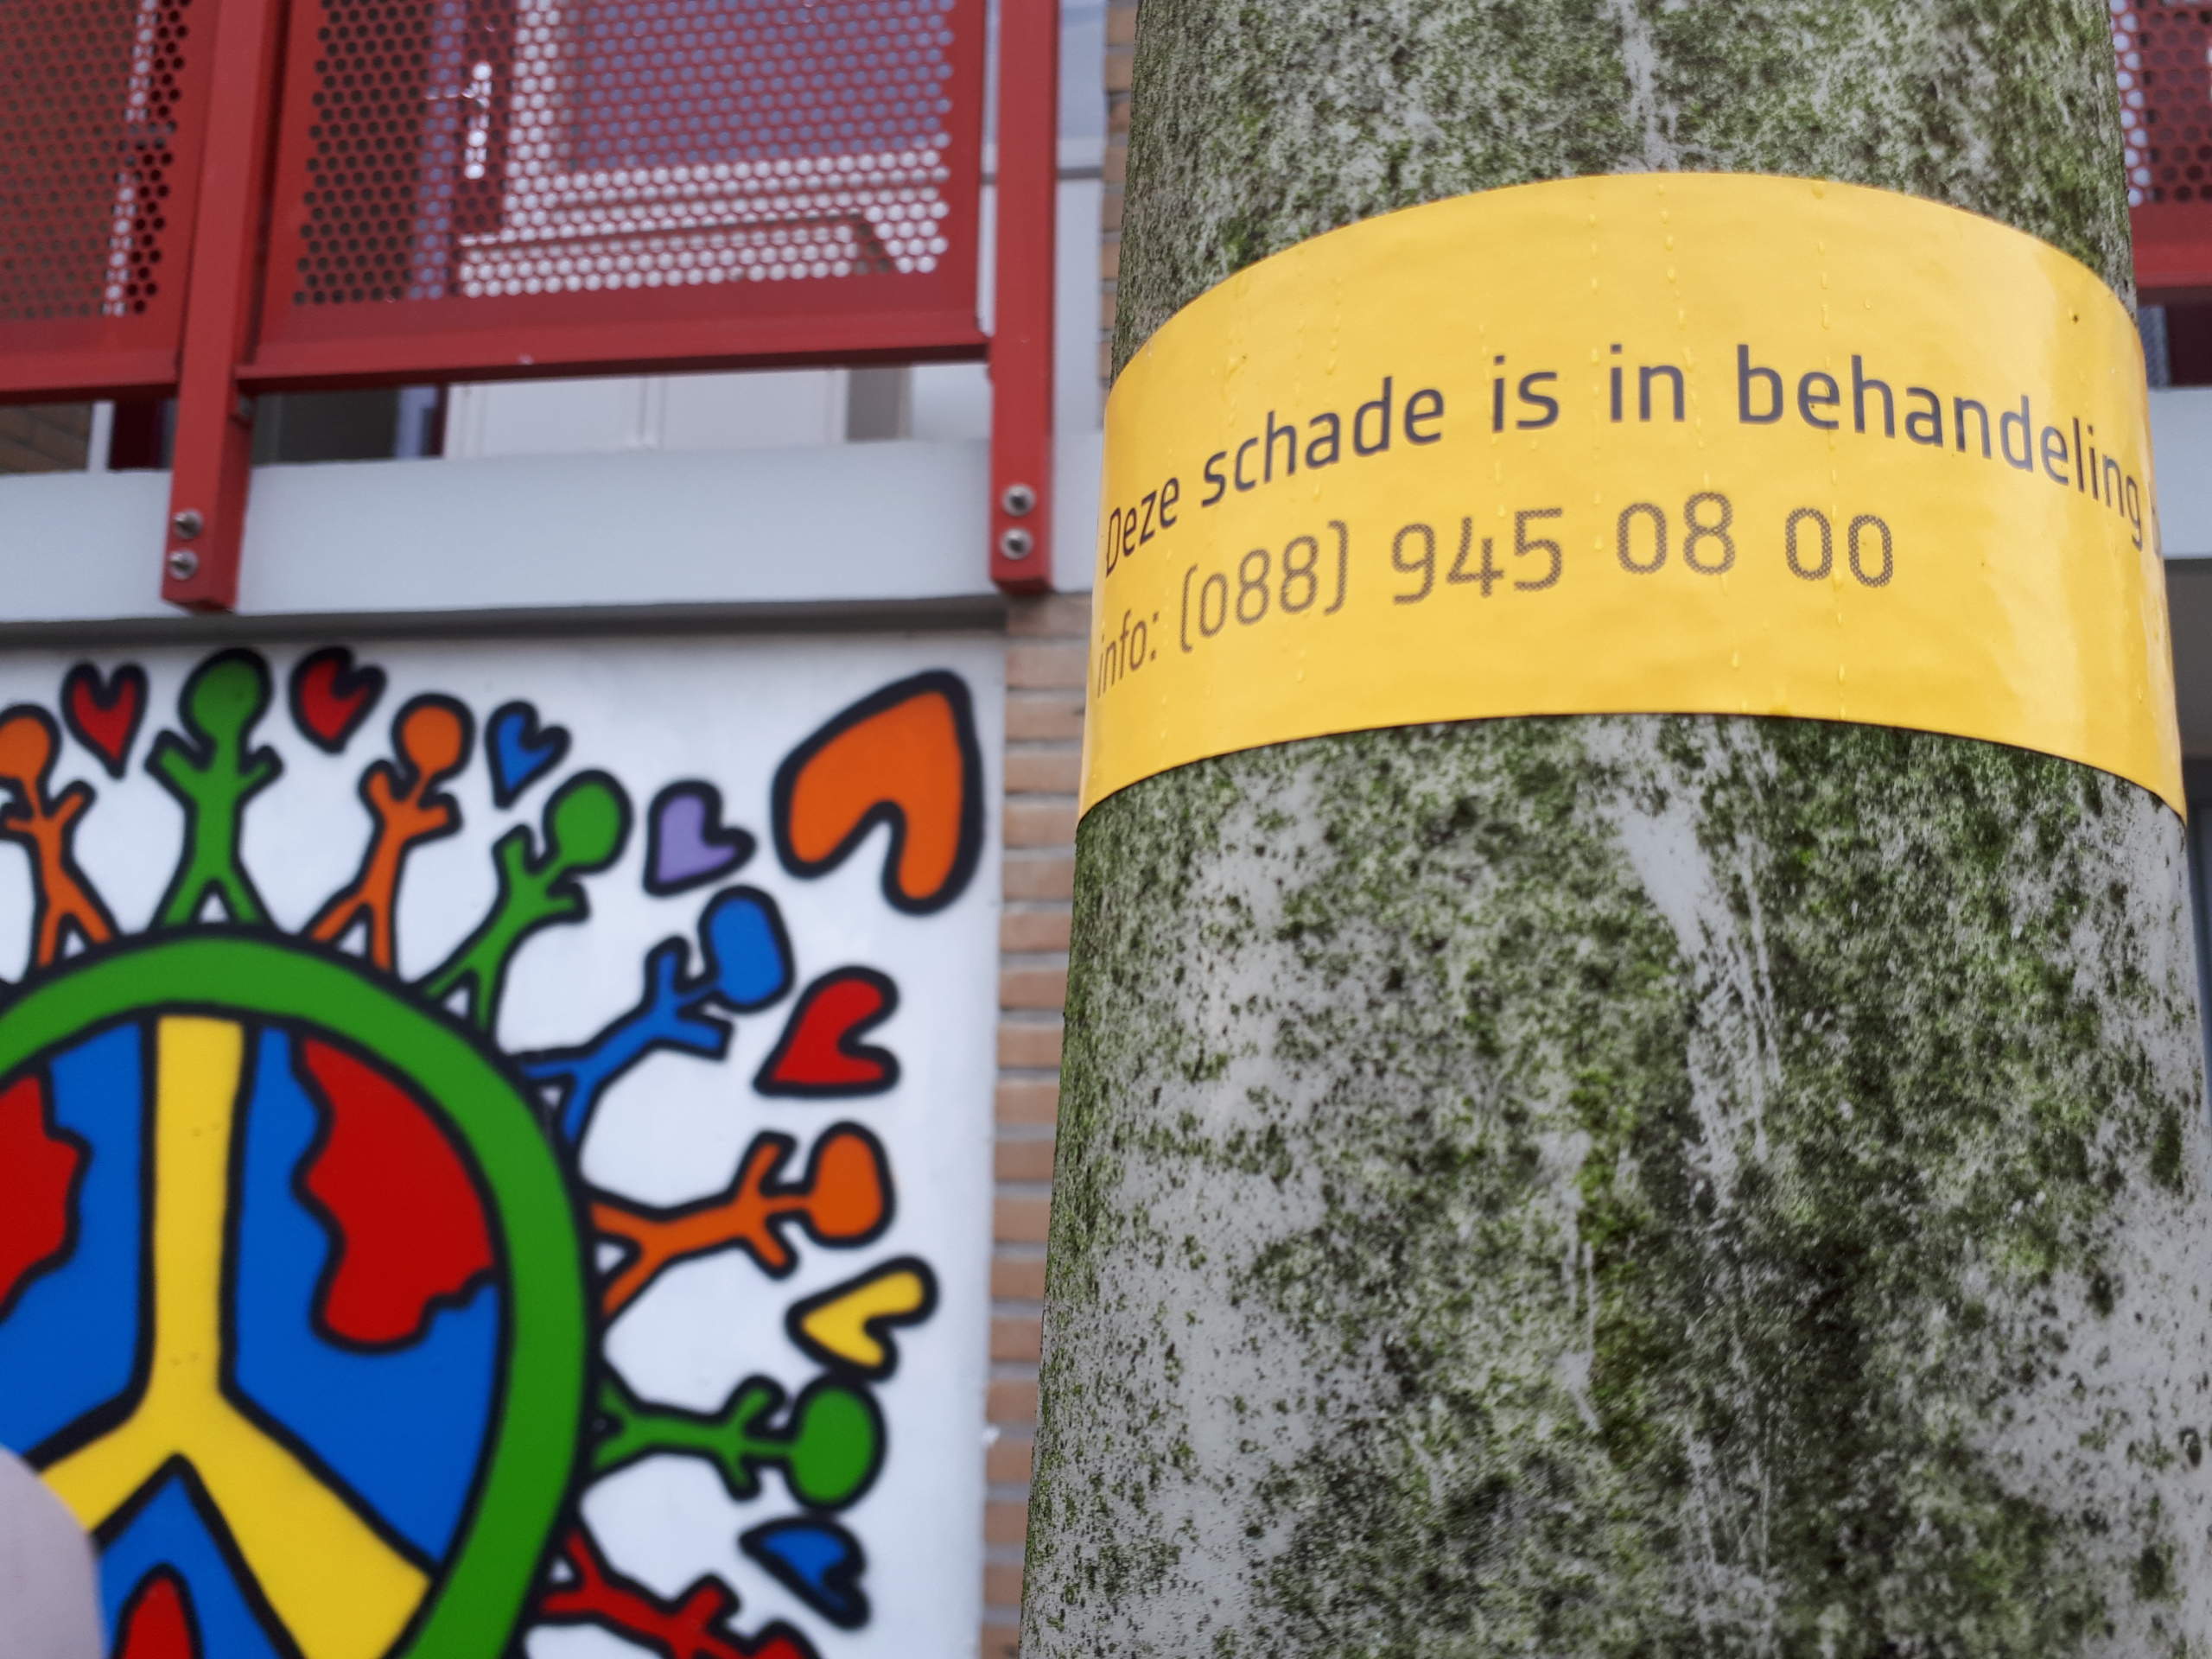 Deze schade is in behandeling
info: (088) 945 08 00